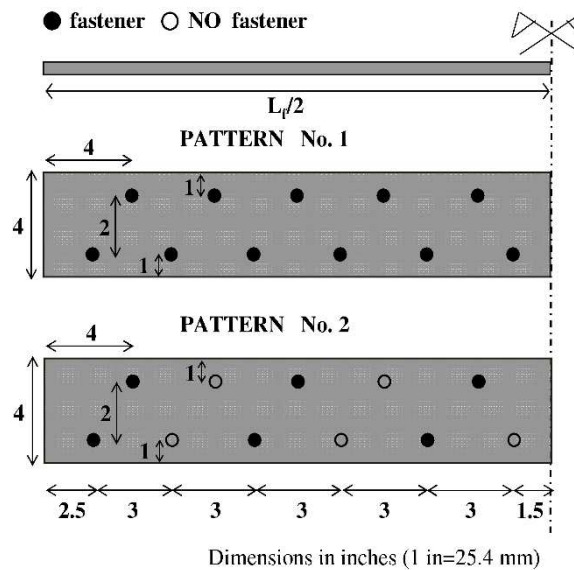 fastener NO fastener
L_f/2
PATTERN No. 1
4
1
4
2
1
PATTERN No. 2
4
1
4
2
1
2.5 3 3 3 3 3 1.5
Dimensions in inches (1 in=25.4 mm)